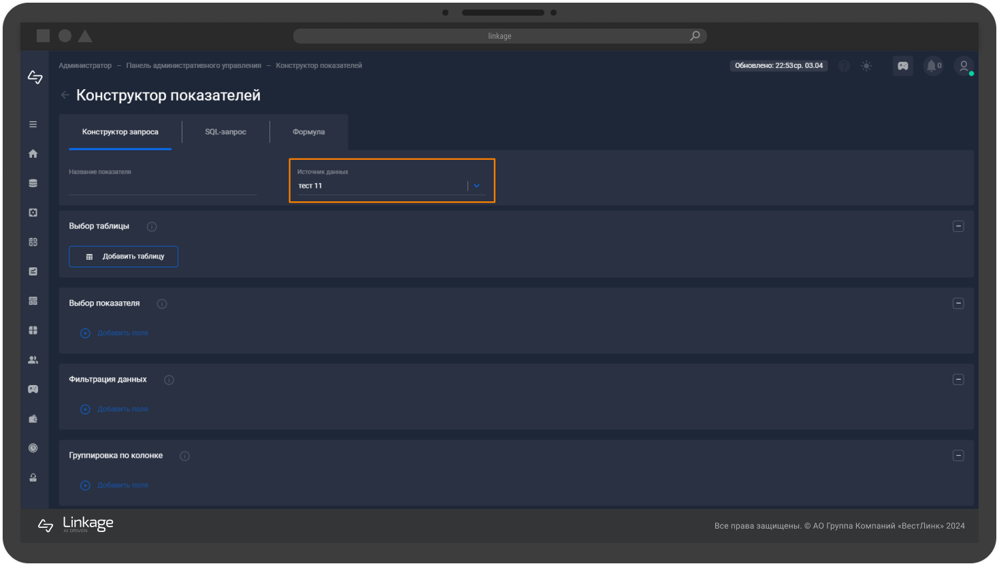 linkage
Администратор – Панель административного управления – Конструктор показателей
Обновлено: 22:53 ср. 03.04
0
Конструктор показателей
Конструктор запроса
SQL-запрос
Формула
Название показателя
Источник данных
тест 11
Выбор таблицы
Добавить таблицу
Выбор показателя
Добавить поля
Фильтрация данных
Добавить поля
Группировка по колонке
Добавить поля
Linkage
AI DRIVEN
Все права защищены. © АО Группа Компаний «ВестЛинк» 2024